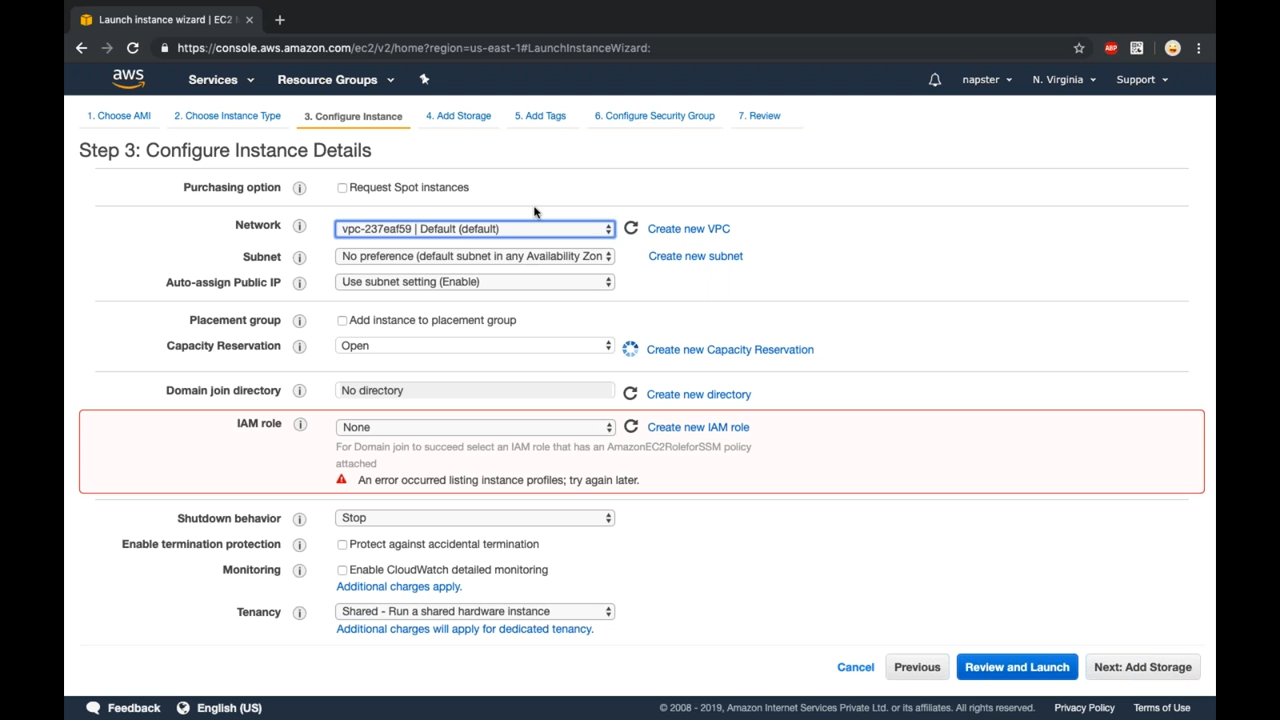 Launch instance wizard | EC2
https://console.aws.amazon.com/ec2/v2/home?region=us-east-1#LaunchInstanceWizard:
ABP
aws
Services
Resource Groups
napster
N. Virginia
Support
1. Choose AMI
2. Choose Instance Type
3. Configure Instance
4. Add Storage
5. Add Tags
6. Configure Security Group
7. Review
Step 3: Configure Instance Details
Purchasing option
Request Spot instances
Network
vpc-237eaf59 | Default (default)
Create new VPC
Subnet
No preference (default subnet in any Availability Zon
Create new subnet
Auto-assign Public IP
Use subnet setting (Enable)
Placement group
Add instance to placement group
Capacity Reservation
Open
Create new Capacity Reservation
Domain join directory
No directory
Create new directory
IAM role
None
Create new IAM role
For Domain join to succeed select an IAM role that has an AmazonEC2RoleforSSM policy
attached
An error occurred listing instance profiles; try again later.
Shutdown behavior
Stop
Enable termination protection
Protect against accidental termination
Monitoring
Enable CloudWatch detailed monitoring
Additional charges apply.
Tenancy
Shared - Run a shared hardware instance
Additional charges will apply for dedicated tenancy.
Cancel
Previous
Review and Launch
Next: Add Storage
Feedback
English (US)
© 2008 - 2019, Amazon Internet Services Private Ltd. or its affiliates. All rights reserved.
Privacy Policy
Terms of Use